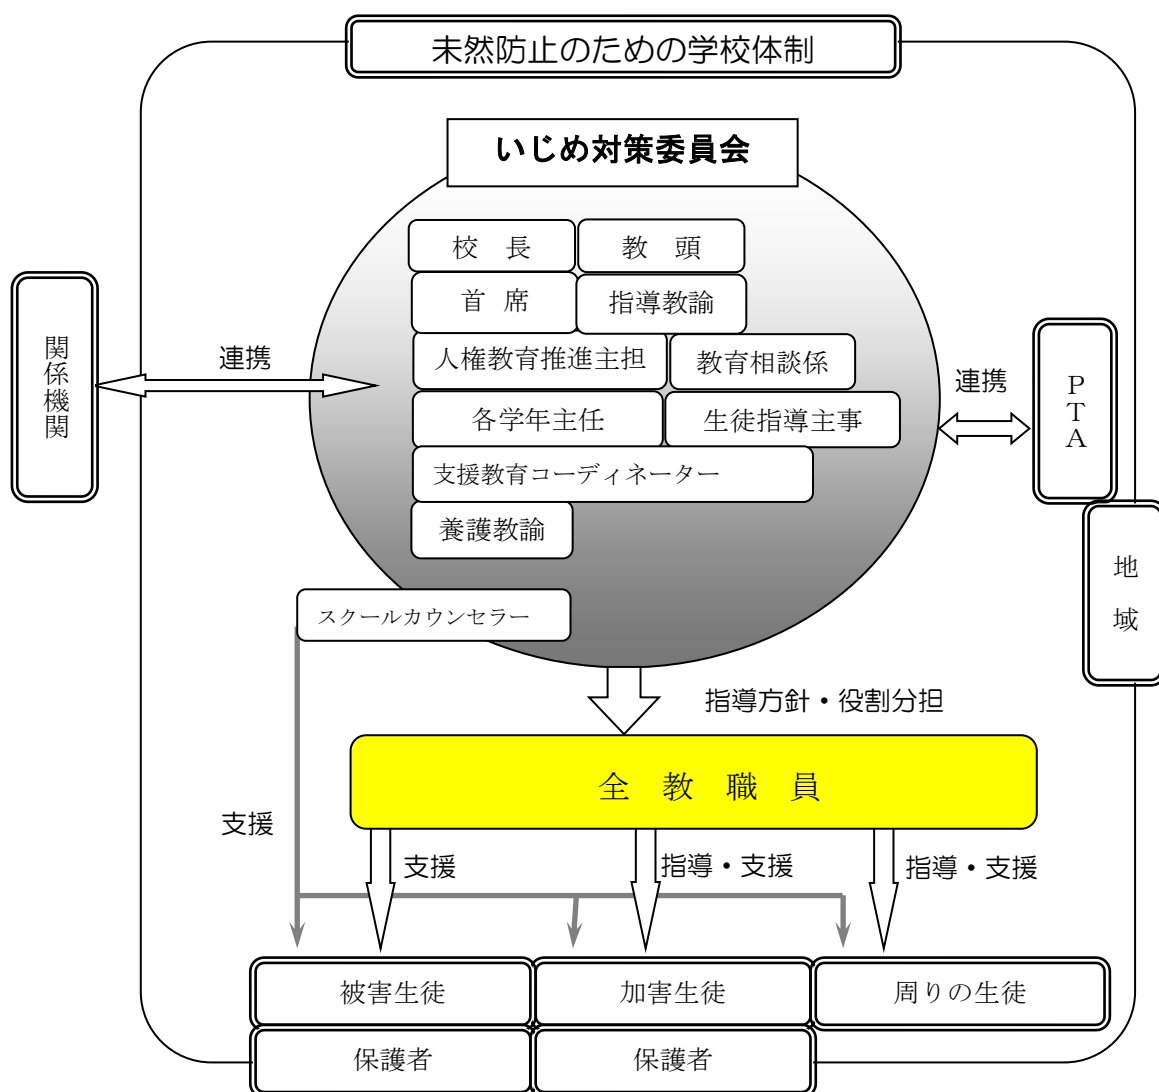 未然防止のための学校体制
いじめ対策委員会
校 長
教 頭
首 席
指導教諭
人権教育推進主担
教育相談係
各学年主任
生徒指導主事
支援教育コーディネーター
養護教諭
スクールカウンセラー
関係機関
連携
連携
PTA
地域
指導方針・役割分担
全 教 職 員
支援
支援
指導・支援
指導・支援
被害生徒
加害生徒
周りの生徒
保護者
保護者